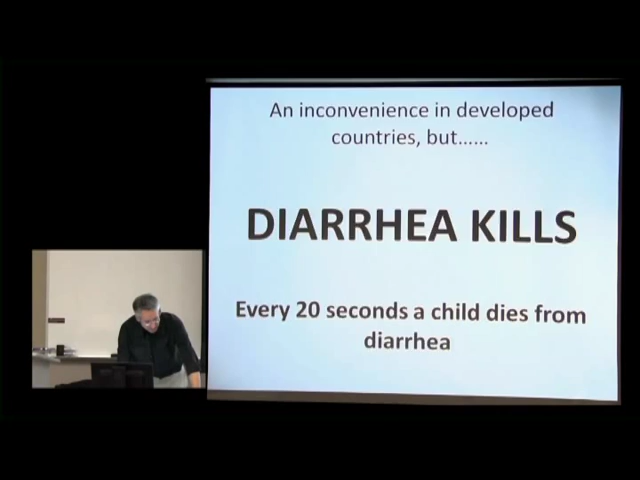 An inconvenience in developed
countries, but......
DIARRHEA KILLS
Every 20 seconds a child dies from
diarrhea